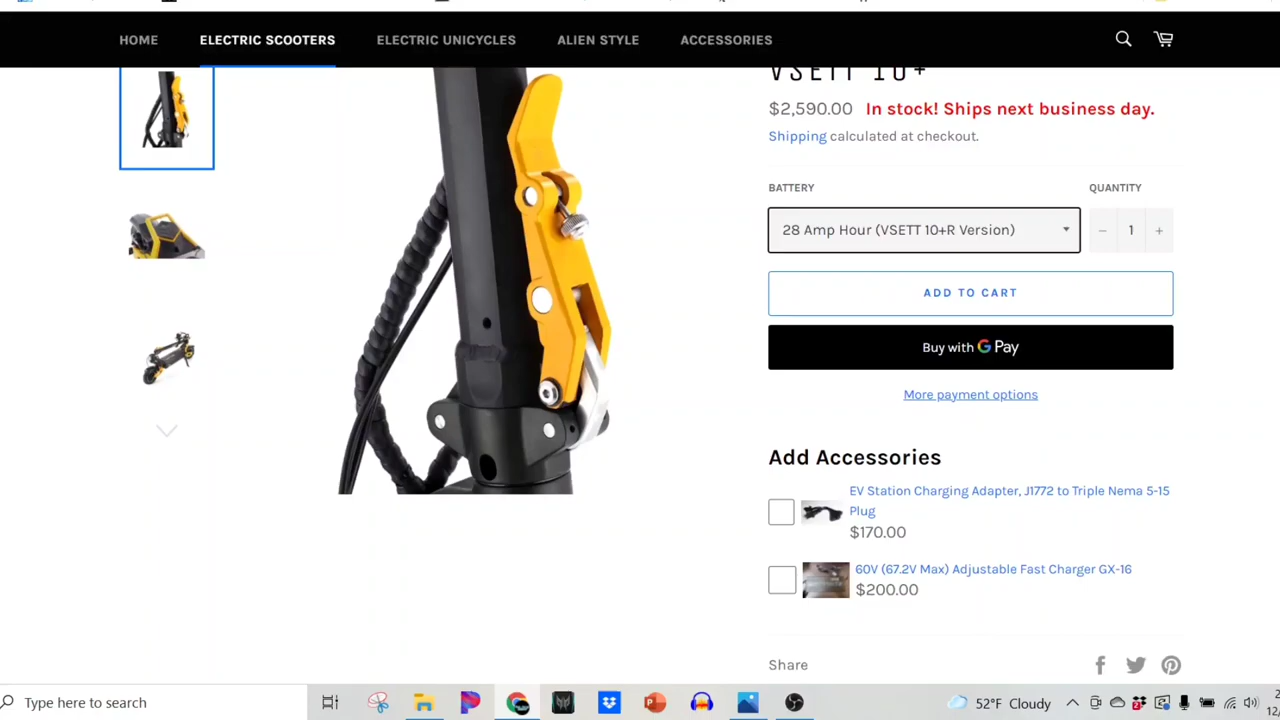 HOME
ELECTRIC SCOOTERS
ELECTRIC UNICYCLES
ALIEN STYLE
ACCESSORIES
VSETT 10+
$2,590.00 In stock! Ships next business day.
Shipping calculated at checkout.
BATTERY
QUANTITY
28 Amp Hour (VSETT 10+R Version)
− 1 +
ADD TO CART
Buy with G Pay
More payment options
Add Accessories
EV Station Charging Adapter, J1772 to Triple Nema 5-15
Plug
$170.00
60V (67.2V Max) Adjustable Fast Charger GX-16
$200.00
Share
Type here to search
52°F Cloudy